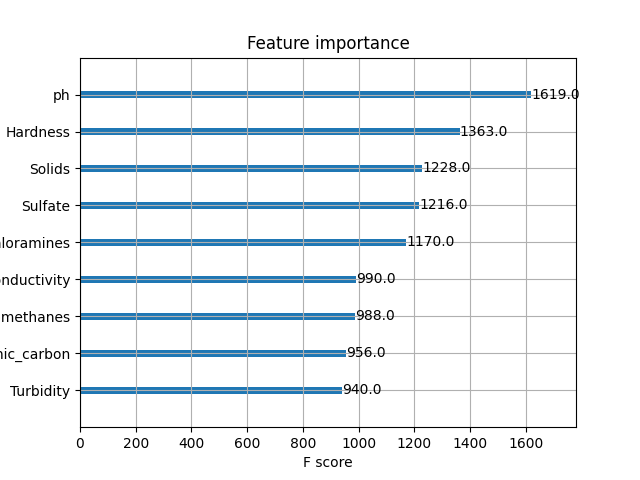 Feature importance
ph 1619.0
Hardness 1363.0
Solids 1228.0
Sulfate 1216.0
loramines 1170.0
nductivity 990.0
methanes 988.0
nic_carbon 956.0
Turbidity 940.0
0 200 400 600 800 1000 1200 1400 1600
F score